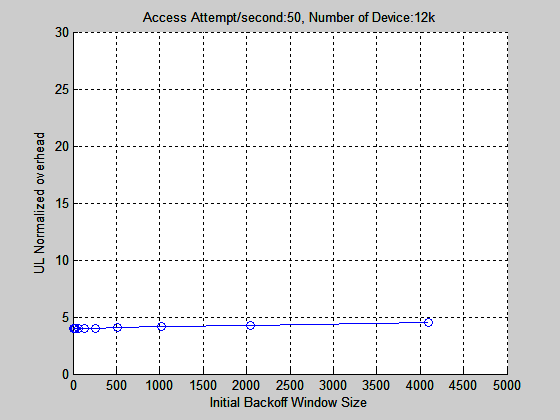 Access Attempt/second:50, Number of Device:12k
30
25
20
15
10
5
0
UL Normalized overhead
0 500 1000 1500 2000 2500 3000 3500 4000 4500 5000
Initial Backoff Window Size